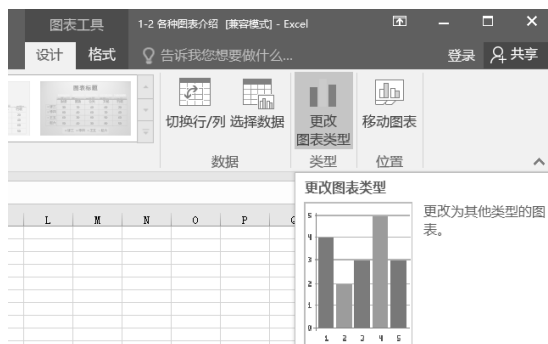 图表工具
1-2 各种图表介绍 [兼容模式] - Excel
设计 格式 告诉我您想要做什么... 登录 共享
图表标题
切换行/列 选择数据 更改图表类型 移动图表
数据 类型 位置
更改图表类型
更改为其他类型的图表。
L M N O P
5
4
3
2
1
0
1 2 3 4 5